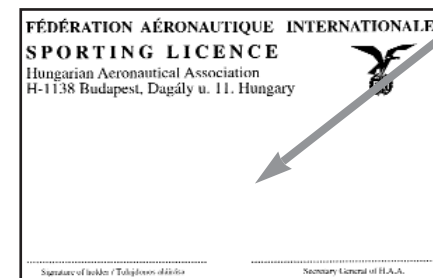 FÉDÉRATION AÉRONAUTIQUE INTERNATIONALE
SPORTING LICENCE
Hungarian Aeronautical Association
H-1138 Budapest, Dagály u. 11. Hungary
Signature of holder / Tulajdonos aláírása
Secretary General of H.A.A.